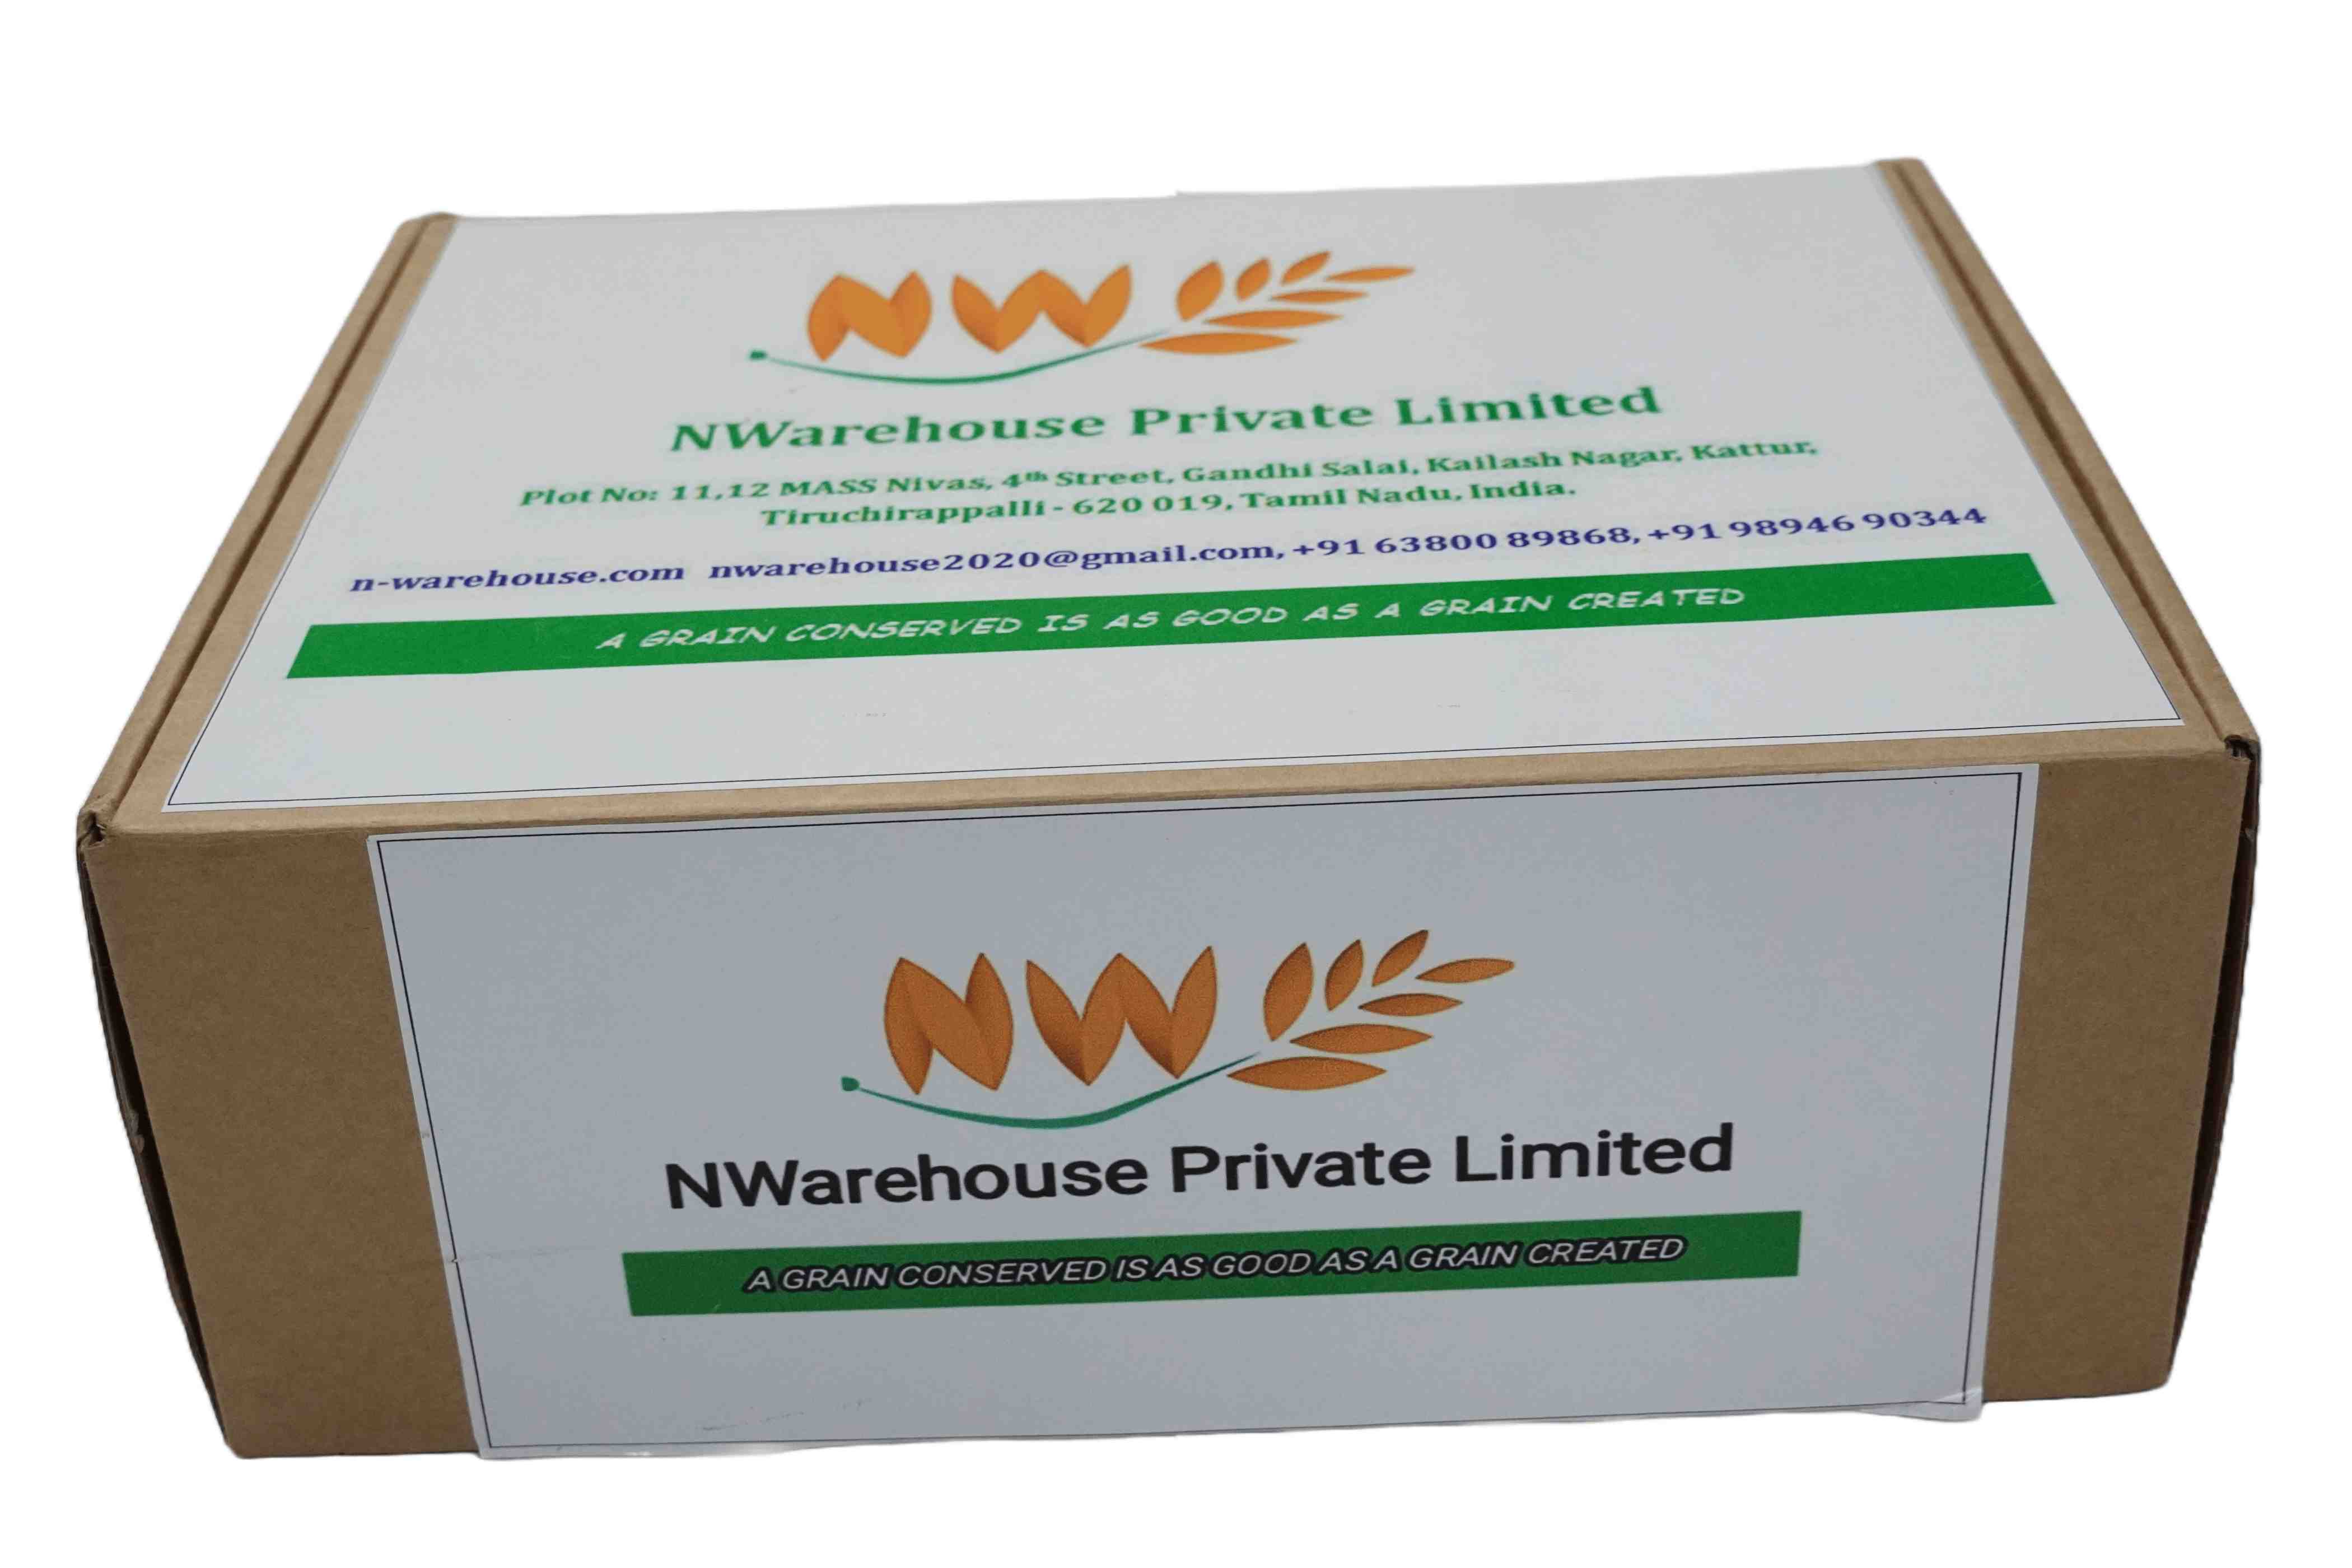 NW
NWarehouse Private Limited
Plot No: 11,12 MASS Nivas, 4th Street, Gandhi Salai, Kailash Nagar, Kattur,
Tiruchirappalli - 620 019, Tamil Nadu, India.
n-warehouse.com nwarehouse2020@gmail.com, +91 63800 89868, +91 98946 90344
A GRAIN CONSERVED IS AS GOOD AS A GRAIN CREATED
NW
NWarehouse Private Limited
A GRAIN CONSERVED IS AS GOOD AS A GRAIN CREATED